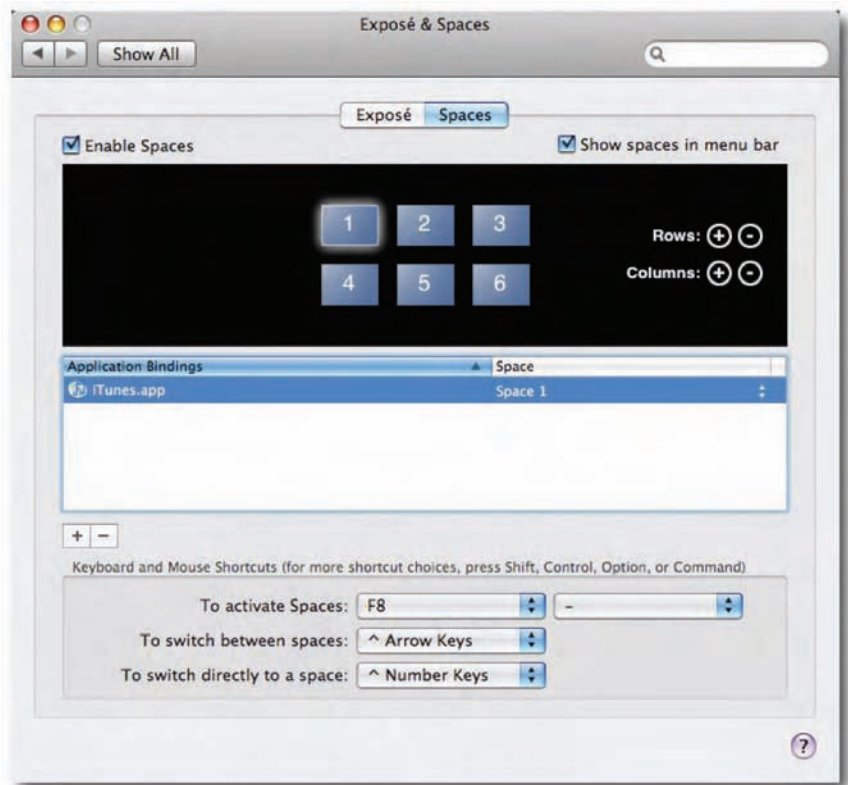 Exposé & Spaces
Show All
Exposé Spaces
Enable Spaces Show spaces in menu bar
1 2 3
Rows: + -
4 5 6
Columns: + -
Application Bindings Space
iTunes.app Space 1
+ -
Keyboard and Mouse Shortcuts (for more shortcut choices, press Shift, Control, Option, or Command)
To activate Spaces: F8 -
To switch between spaces: ^ Arrow Keys
To switch directly to a space: ^ Number Keys
?